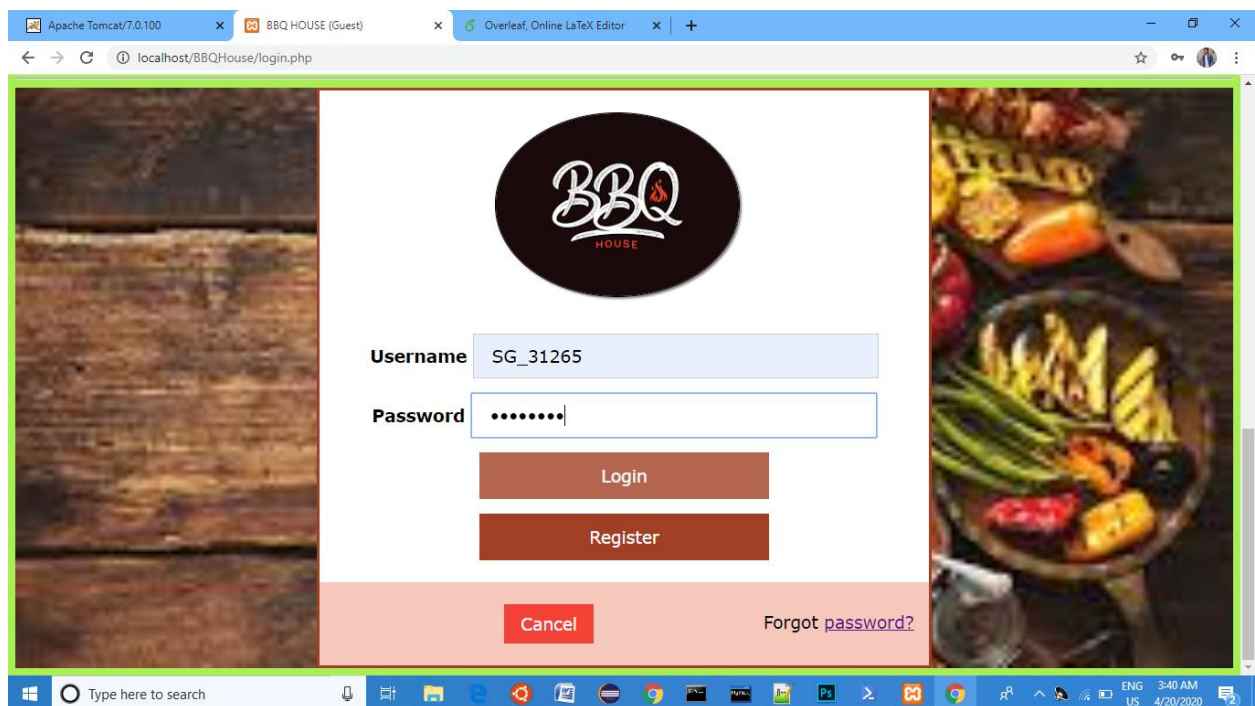 Apache Tomcat/7.0.100
BBQ HOUSE (Guest)
Overleaf, Online LaTeX Editor
localhost/BBQHouse/login.php
BBQ
HOUSE
Username SG_31265
Password ••••••••
Login
Register
Cancel
Forgot password?
Type here to search
Ps
ENG
US
3:40 AM
4/20/2020